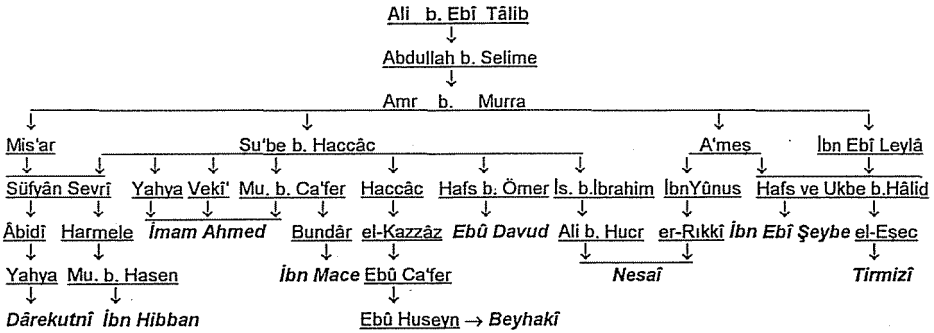 Ali b. Ebî Tâlib
Abdullah b. Selime
Amr b. Murra
Mis'ar Şu'be b. Haccâc A'meş İbn Ebî Leylâ
Süfyân Sevrî Yahya Vekî' Mu. b. Ca'fer Haccâc Hafs b. Ömer İs. b.İbrahim İbnYûnus Hafs ve Ukbe b.Hâlid
Âbidî Harmele İmam Ahmed Bundâr el-Kazzâz Ebû Davud Ali b. Hucr er-Rıkkî İbn Ebî Şeybe el-Eşec
Yahya Mu. b. Hasen İbn Mace Ebû Ca'fer Nesaî Tirmizî
Dârekutnî İbn Hibban Ebû Huseyn → Beyhakî